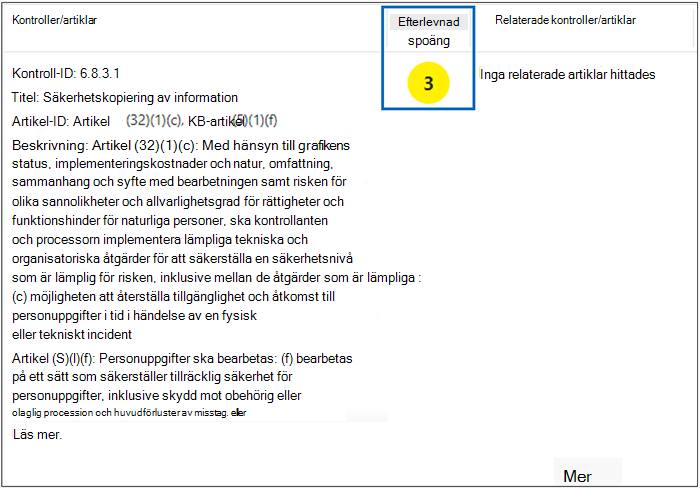 Kontroller/artiklar
Efterlevnad
spoäng
Relaterade kontroller/artiklar
3
Kontroll-ID: 6.8.3.1
Inga relaterade artiklar hittades
Titel: Säkerhetskopiering av information
Artikel-ID: Artikel (32)(1)(c), KB-artikel (5)(1)(f)
Beskrivning: Artikel (32)(1)(c): Med hänsyn till grafikens
status, implementeringskostnader och natur, omfattning,
sammanhang och syfte med bearbetningen samt risken för
olika sannolikheter och allvarlighetsgrad för rättigheter och
funktionshinder för naturliga personer, ska kontrollanten
och processorn implementera lämpliga tekniska och
organisatoriska åtgärder för att säkerställa en säkerhetsnivå
som är lämplig för risken, inklusive mellan de åtgärder som är lämpliga :
(c) möjligheten att återställa tillgänglighet och åtkomst till
personuppgifter i tid i händelse av en fysisk
eller tekniskt incident
Artikel (S)(l)(f): Personuppgifter ska bearbetas: (f) bearbetas
på ett sätt som säkerställer tillräcklig säkerhet för
personuppgifter, inklusive skydd mot obehörig eller
olaglig procession och huvudförluster av misstag. eller
Läs mer.
Mer